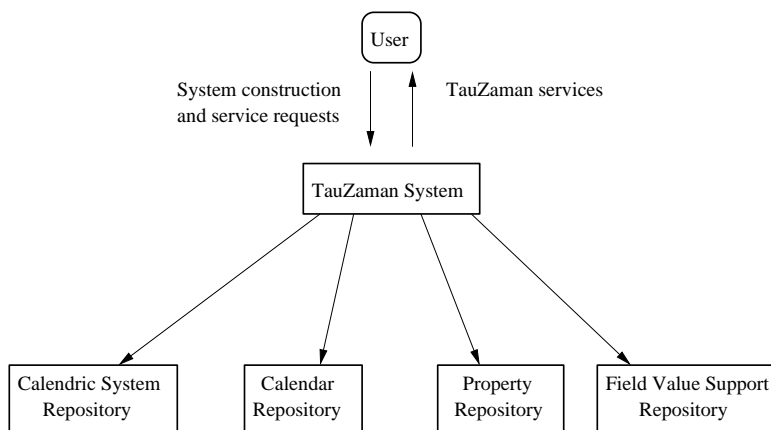 User
System construction
and service requests
TauZaman services
TauZaman System
Calendric System
Repository
Calendar
Repository
Property
Repository
Field Value Support
Repository